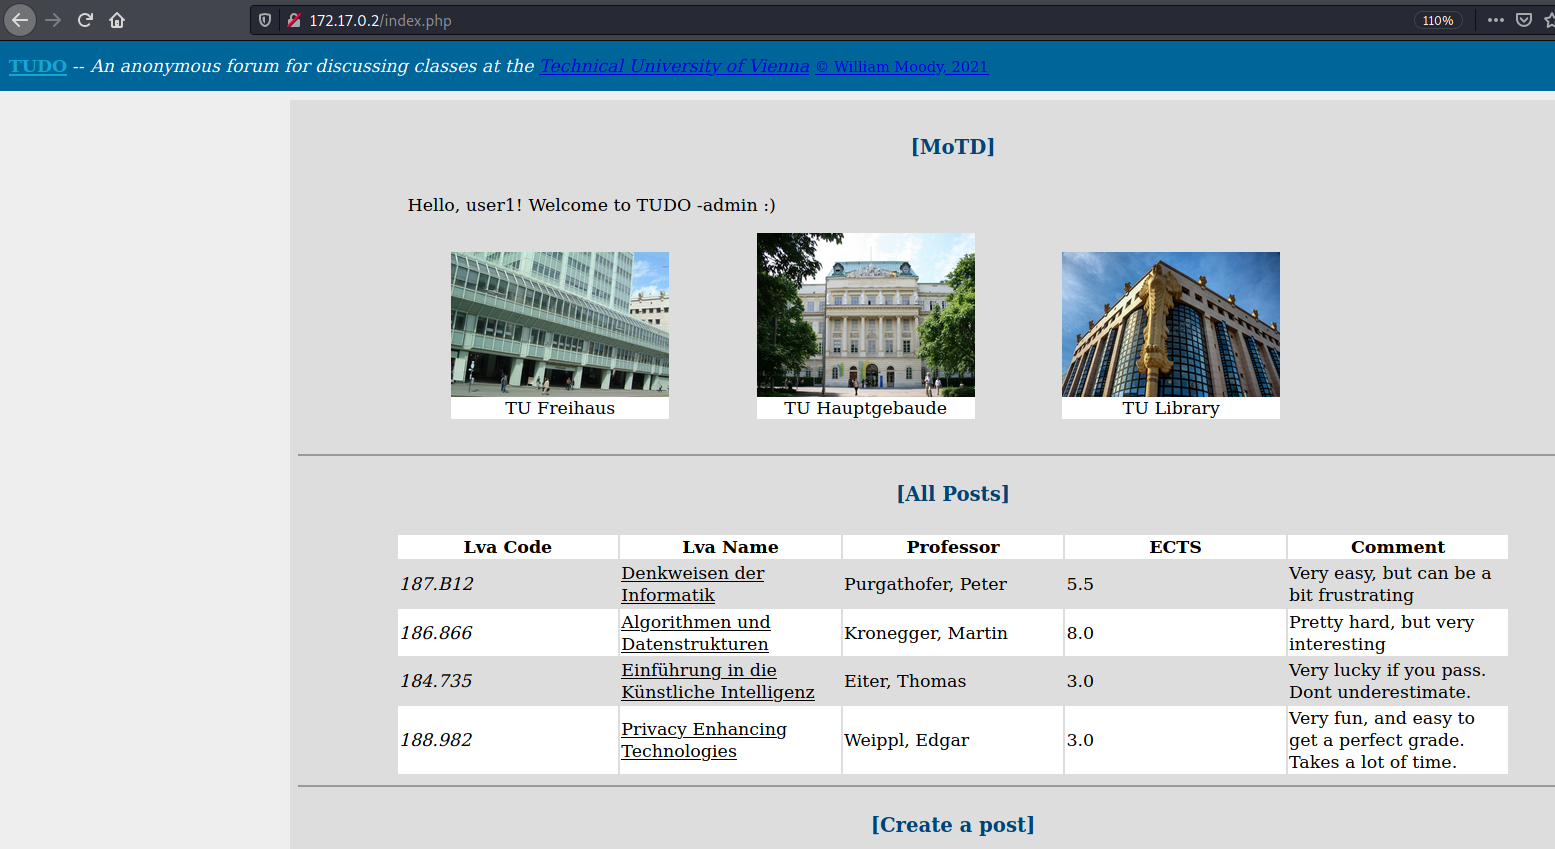 172.17.0.2/index.php
110%
TUDO -- An anonymous forum for discussing classes at the Technical University of Vienna © William Moody, 2021
[MoTD]
Hello, user1! Welcome to TUDO -admin :)
TU Freihaus
TU Hauptgebaude
TU Library
[All Posts]
Lva Code Lva Name Professor ECTS Comment
187.B12 Denkweisen der Informatik Purgathofer, Peter 5.5 Very easy, but can be a bit frustrating
186.866 Algorithmen und Datenstrukturen Kronegger, Martin 8.0 Pretty hard, but very interesting
184.735 Einführung in die Künstliche Intelligenz Eiter, Thomas 3.0 Very lucky if you pass. Dont underestimate.
188.982 Privacy Enhancing Technologies Weippl, Edgar 3.0 Very fun, and easy to get a perfect grade. Takes a lot of time.
[Create a post]